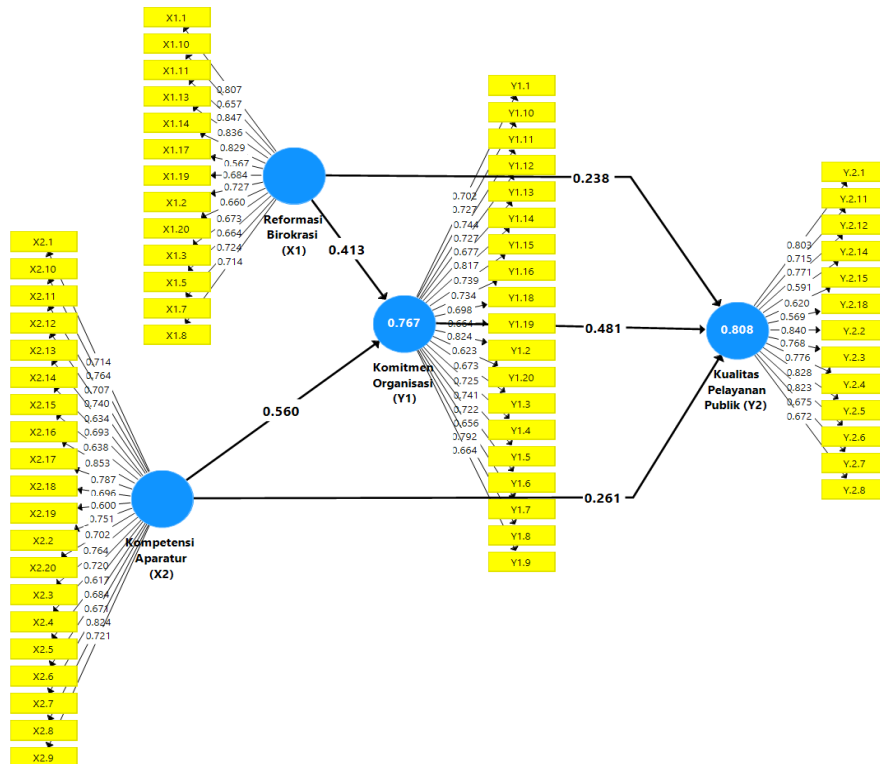 X1.1
X1.10
X1.11
X1.13
X1.14
X1.17
X1.19
X1.2
X1.20
X1.3
X1.5
X1.7
X1.8
0.807
0.657
0.847
0.836
0.829
0.567
0.684
0.727
0.660
0.673
0.664
0.724
0.714
Reformasi
Birokrasi
(X1)
X2.1
X2.10
X2.11
X2.12
X2.13
X2.14
X2.15
X2.16
X2.17
X2.18
X2.19
X2.2
X2.20
X2.3
X2.4
X2.5
X2.6
X2.7
X2.8
X2.9
0.714
0.764
0.707
0.740
0.634
0.693
0.638
0.853
0.787
0.696
0.600
0.751
0.702
0.764
0.720
0.617
0.684
0.671
0.824
0.721
Kompetensi
Aparatur
(X2)
0.413
0.560
0.238
0.481
0.261
Y1.1
Y1.10
Y1.11
Y1.12
Y1.13
Y1.14
Y1.15
Y1.16
Y1.18
Y1.19
Y1.2
Y1.20
Y1.3
Y1.4
Y1.5
Y1.6
Y1.7
Y1.8
Y1.9
0.702
0.727
0.744
0.727
0.677
0.817
0.739
0.734
0.698
0.664
0.824
0.623
0.673
0.725
0.741
0.722
0.656
0.792
0.664
0.767
Komitmen
Organisasi
(Y1)
Y.2.1
Y.2.11
Y.2.12
Y.2.14
Y.2.15
Y.2.18
Y.2.2
Y.2.3
Y.2.4
Y.2.5
Y.2.6
Y.2.7
Y.2.8
0.803
0.715
0.771
0.591
0.620
0.569
0.840
0.768
0.776
0.828
0.823
0.675
0.672
0.808
Kualitas
Pelayanan
Publik (Y2)